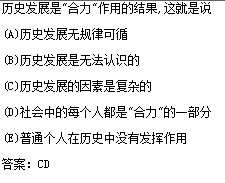 历史发展是“合力”作用的结果,这就是说
(A)历史发展无规律可循
(B)历史发展是无法认识的
(C)历史发展的因素是复杂的
(D)社会中的每个人都是“合力”的一部分
(E)普通个人在历史中没有发挥作用
答案: CD